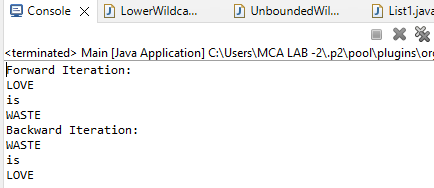 Console
LowerWildca...
UnboundedWil...
List1.java
<terminated> Main [Java Application] C:\Users\MCA LAB -2\.p2\pool\plugins\org
Forward Iteration:
LOVE
is
WASTE
Backward Iteration:
WASTE
is
LOVE